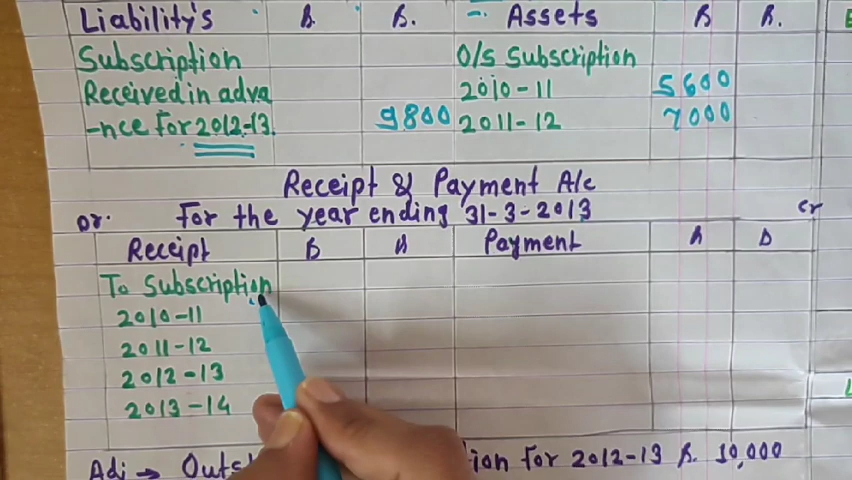 Liability's ₨. ₨. Assets ₨ ₨.
Subscription O/s Subscription
Received in adva 2010-11 5600
-nce For 2012-13. 9800 2011-12 7000
Receipt & Payment A/c
Dr. For the year ending 31-3-2013 cr
Receipt ₨ ₨ Payment ₨ ₨
To Subscription
2010-11
2011-12
2012-13
2013-14
Adj → For 2012-13 ₨. 10,000